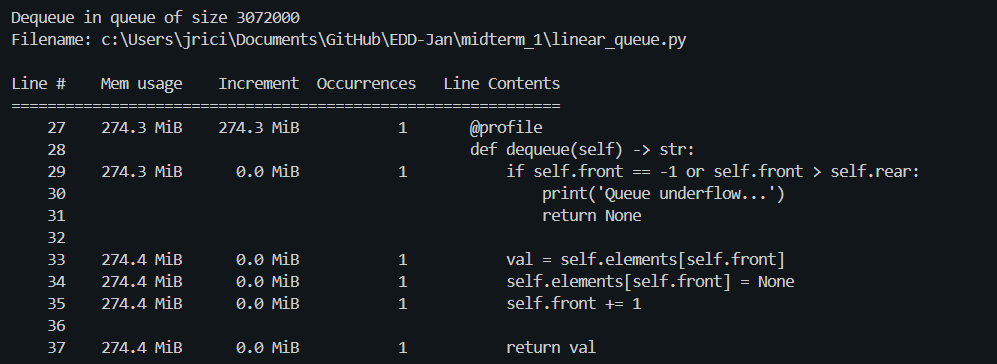 Dequeue in queue of size 3072000
Filename: c:\Users\jrici\Documents\GitHub\EDD-Jan\midterm_1\linear_queue.py

Line #    Mem usage    Increment  Occurrences   Line Contents
=============================================================
    27    274.3 MiB    274.3 MiB           1       @profile
    28                                             def dequeue(self) -> str:
    29    274.3 MiB      0.0 MiB           1           if self.front == -1 or self.front > self.rear:
    30                                                     print('Queue underflow...')
    31                                                     return None
    32
    33    274.4 MiB      0.0 MiB           1           val = self.elements[self.front]
    34    274.4 MiB      0.0 MiB           1           self.elements[self.front] = None
    35    274.4 MiB      0.0 MiB           1           self.front += 1
    36
    37    274.4 MiB      0.0 MiB           1           return val